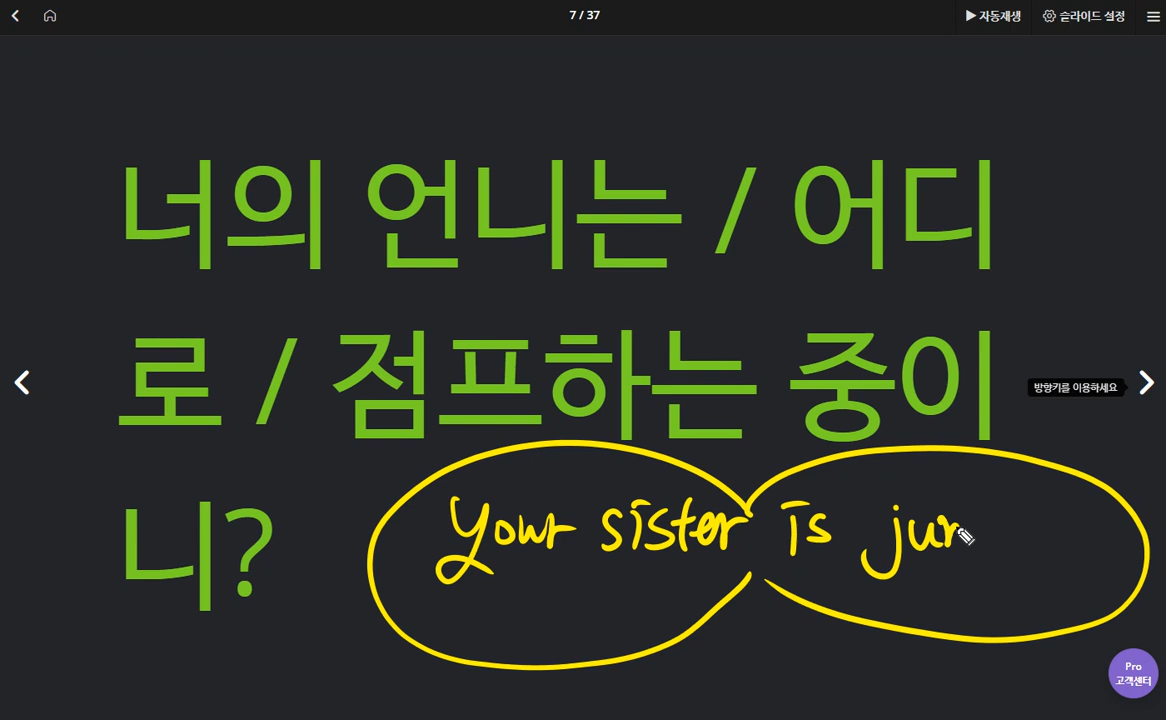 7 / 37
▶ 자동재생
슬라이드 설정
너의 언니는 / 어디
로 / 점프하는 중이
방향키를 이용하세요
니?
Your sister is jum
Pro
고객센터